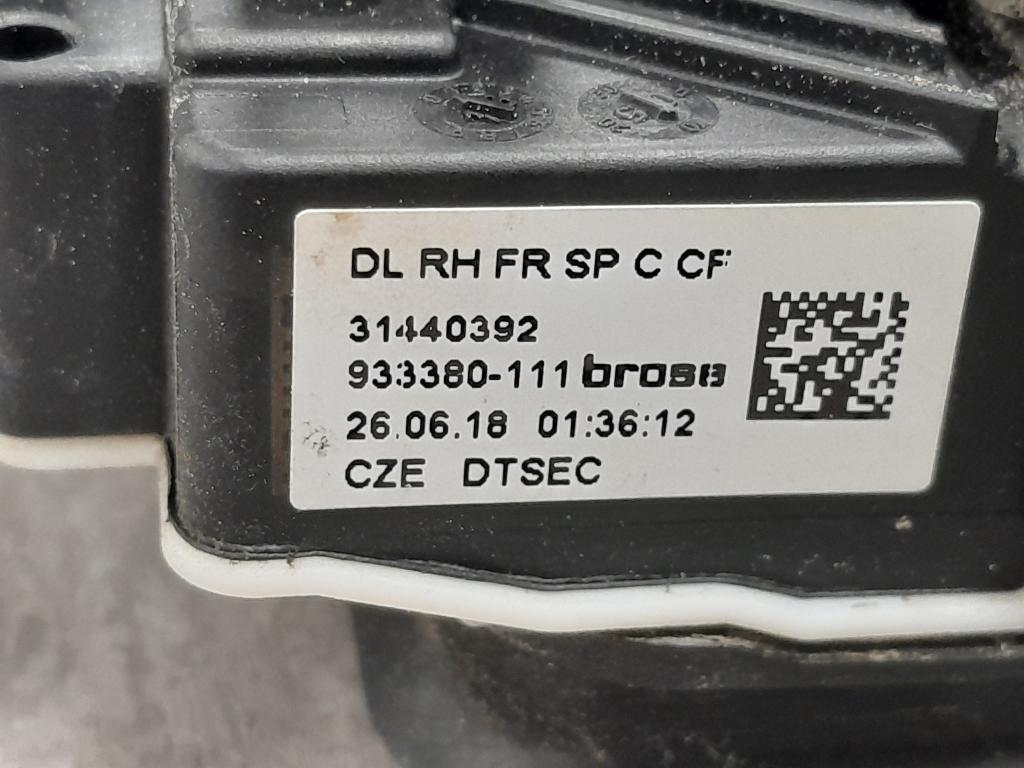 DL RH FR SP C CF
31440392
933380-111 brose
26.06.18 01:36:12
CZE DTSEC